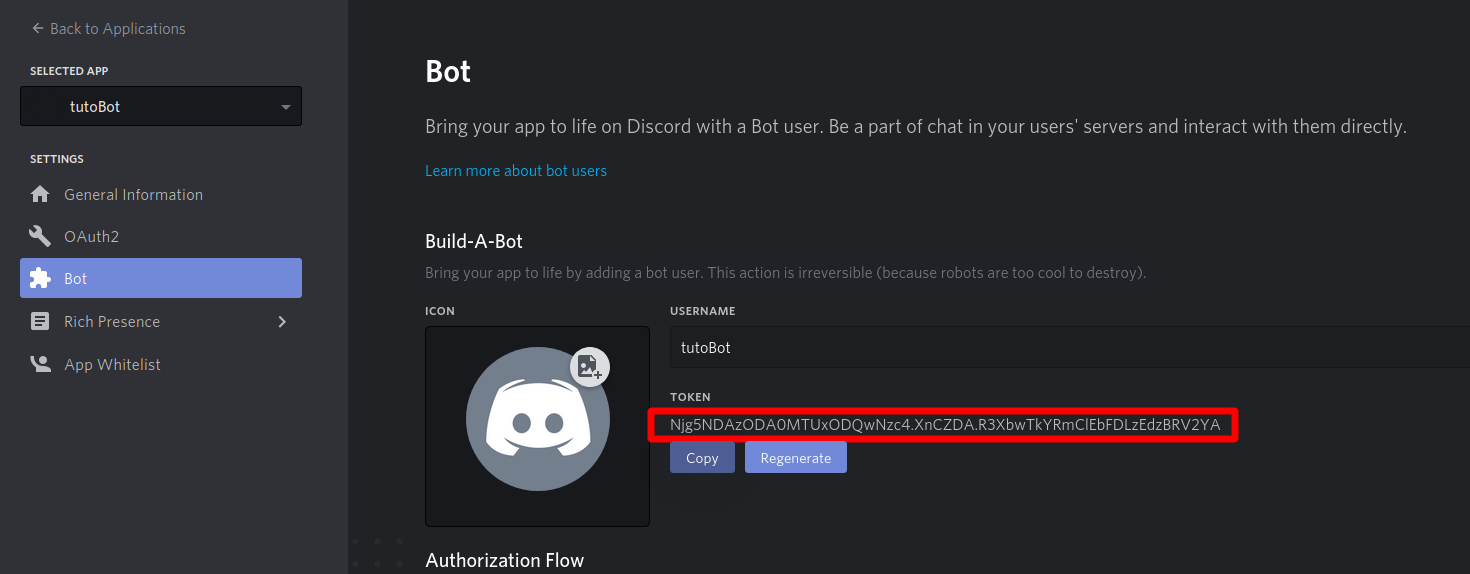 Back to Applications
SELECTED APP
tutoBot
SETTINGS
General Information
OAuth2
Bot
Rich Presence
App Whitelist
Bot
Bring your app to life on Discord with a Bot user. Be a part of chat in your users' servers and interact with them directly.
Learn more about bot users
Build-A-Bot
Bring your app to life by adding a bot user. This action is irreversible (because robots are too cool to destroy).
ICON
USERNAME
tutoBot
TOKEN
Njg5NDAzODA0MTUxODQwNzc4.XnCZDA.R3XbwTkYRmClEbFDLzEdzBRV2YA
Copy
Regenerate
Authorization Flow